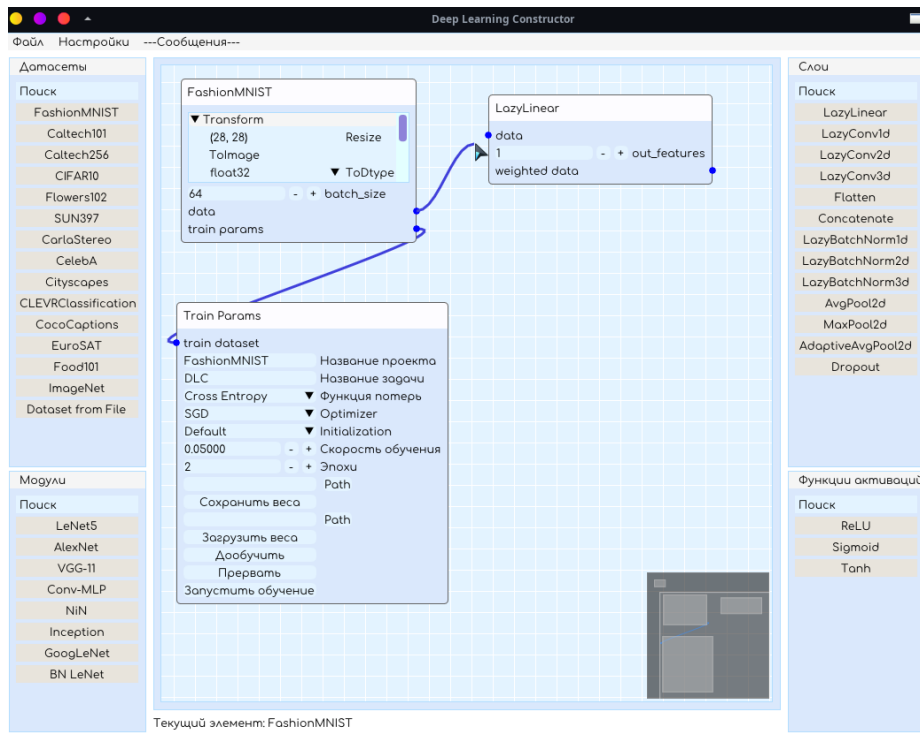 Deep Learning Constructor
Файл Настройки ---Сообщения---
Датасеты
Поиск
FashionMNIST
Caltech101
Caltech256
CIFAR10
Flowers102
SUN397
CarlaStereo
CelebA
Cityscapes
CLEVRClassification
CocoCaptions
EuroSAT
Food101
ImageNet
Dataset from File
Модули
Поиск
LeNet5
AlexNet
VGG-11
Conv-MLP
NiN
Inception
GoogLeNet
BN LeNet
FashionMNIST
▼ Transform
(28, 28) Resize
ToImage
float32 ▼ ToDtype
64 - + batch_size
data
train params
LazyLinear
data
1 - + out_features
weighted data
Train Params
train dataset
FashionMNIST Название проекта
DLC Название задачи
Cross Entropy ▼ Функция потерь
SGD ▼ Optimizer
Default ▼ Initialization
0.05000 - + Скорость обучения
2 - + Эпохи
Path
Сохранить веса
Path
Загрузить веса
Дообучить
Прервать
Запустить обучение
Текущий элемент: FashionMNIST
Слои
Поиск
LazyLinear
LazyConv1d
LazyConv2d
LazyConv3d
Flatten
Concatenate
LazyBatchNorm1d
LazyBatchNorm2d
LazyBatchNorm3d
AvgPool2d
MaxPool2d
AdaptiveAvgPool2d
Dropout
Функции активаций
Поиск
ReLU
Sigmoid
Tanh